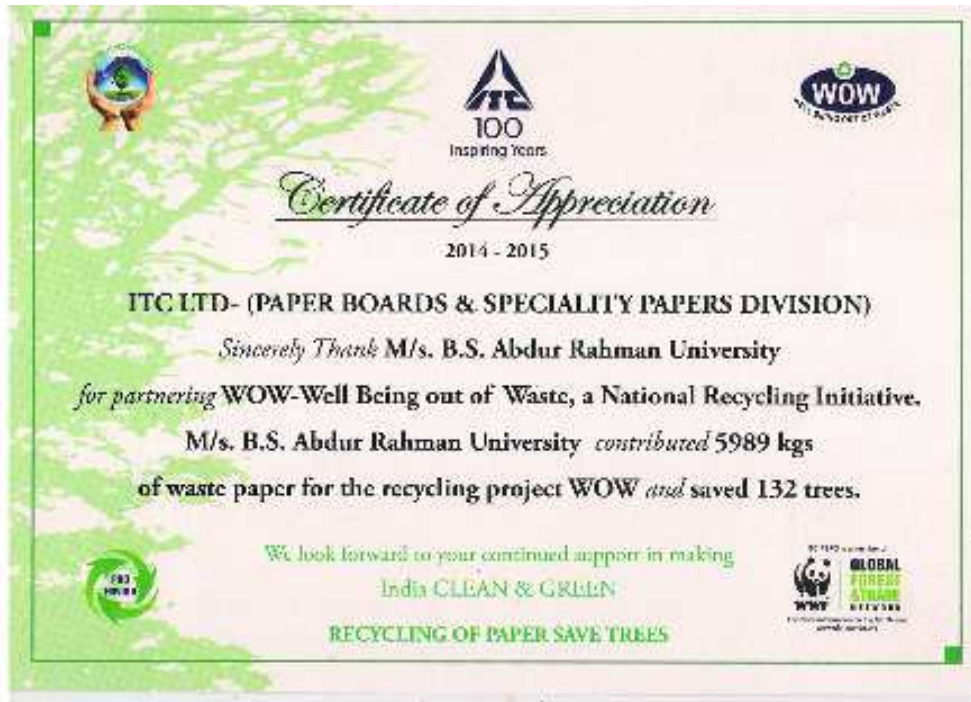 ITC
100
Inspiring Years
WOW
Certificate of Appreciation
2014 - 2015
ITC LTD- (PAPER BOARDS & SPECIALITY PAPERS DIVISION)
Sincerely Thank M/s. B.S. Abdur Rahman University
for partnering WOW-Well Being out of Waste, a National Recycling Initiative.
M/s. B.S. Abdur Rahman University contributed 5989 kgs
of waste paper for the recycling project WOW and saved 132 trees.
We look forward to your continued support in making
India CLEAN & GREEN
RECYCLING OF PAPER SAVE TREES
WWF
GLOBAL
FOREST
& TRADE
NETWORK